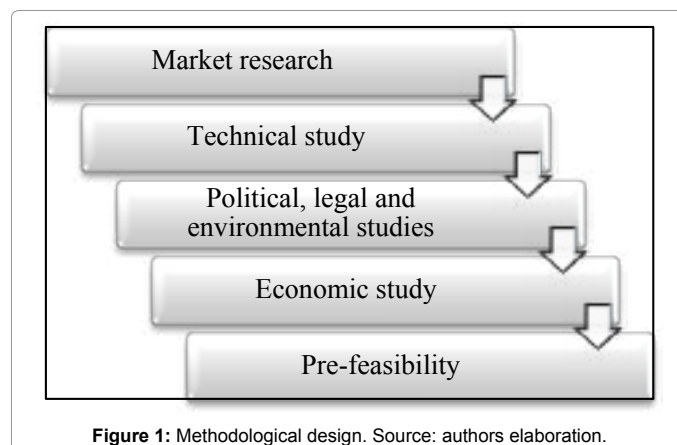 Market research
Technical study
Political, legal and
environmental studies
Economic study
Pre-feasibility
Figure 1: Methodological design. Source: authors elaboration.